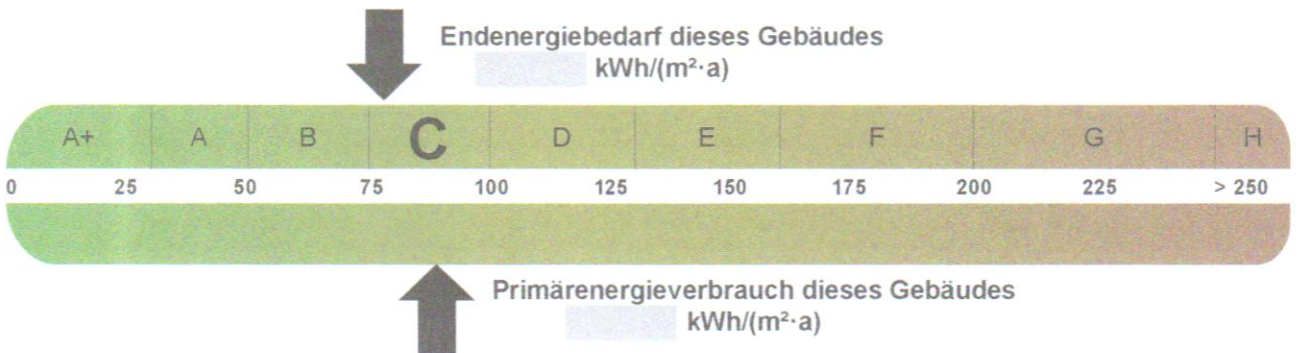 Endenergiebedarf dieses Gebäudes
kWh/(m²·a)
A+ A B C D E F G H
0 25 50 75 100 125 150 175 200 225 > 250
Primärenergieverbrauch dieses Gebäudes
kWh/(m²·a)